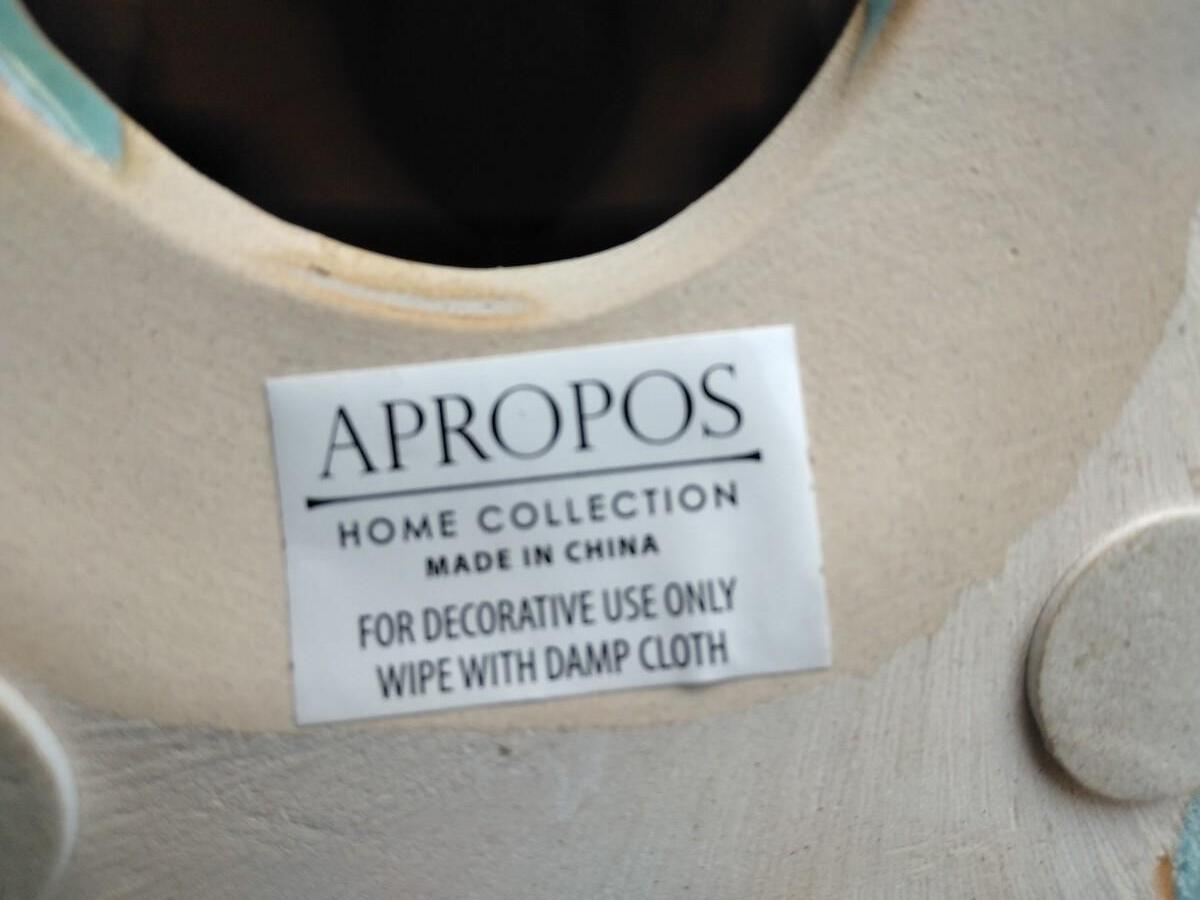 APROPOS
HOME COLLECTION
MADE IN CHINA
FOR DECORATIVE USE ONLY
WIPE WITH DAMP CLOTH